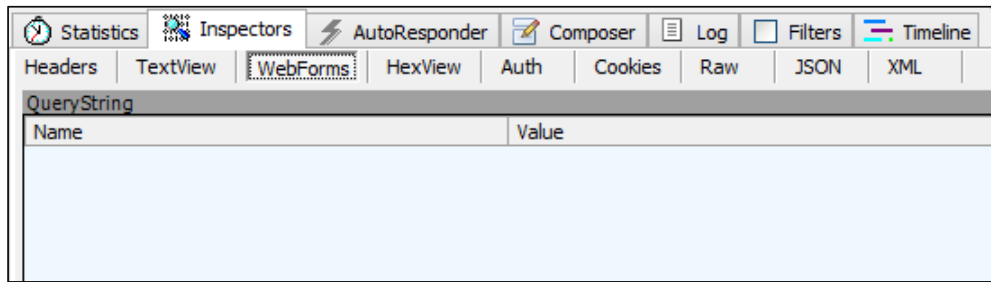 Statistics Inspectors AutoResponder Composer Log Filters Timeline
Headers TextView WebForms HexView Auth Cookies Raw JSON XML
QueryString
Name Value